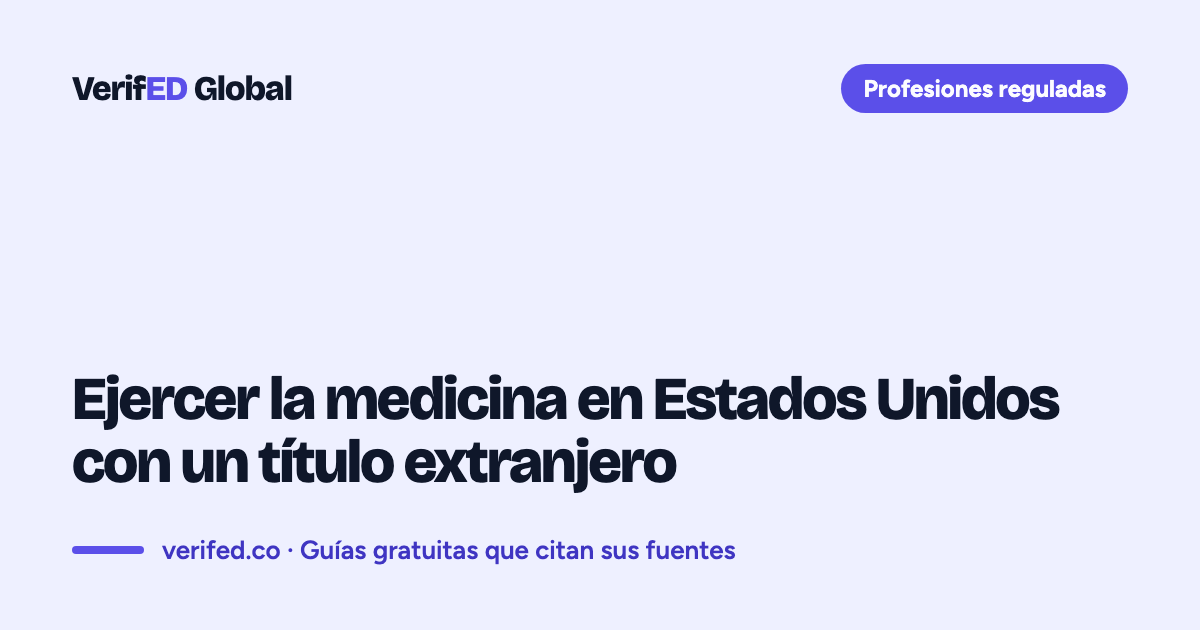 VerifED Global
Profesiones reguladas
Ejercer la medicina en Estados Unidos
con un título extranjero
verifed.co · Guías gratuitas que citan sus fuentes